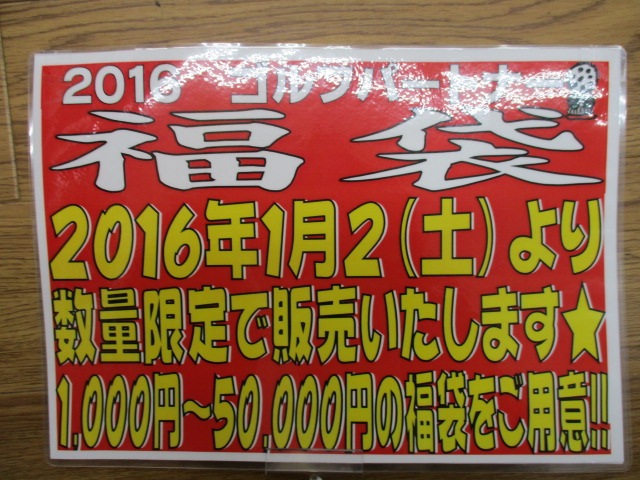 2016 ゴルフパートナー
福袋
2016年1月2(土)より
数量限定で販売いたします★
1,000円～50,000円の福袋をご用意!!